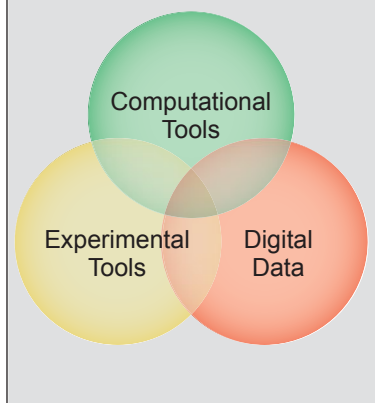 Computational
Tools
Experimental
Tools
Digital
Data